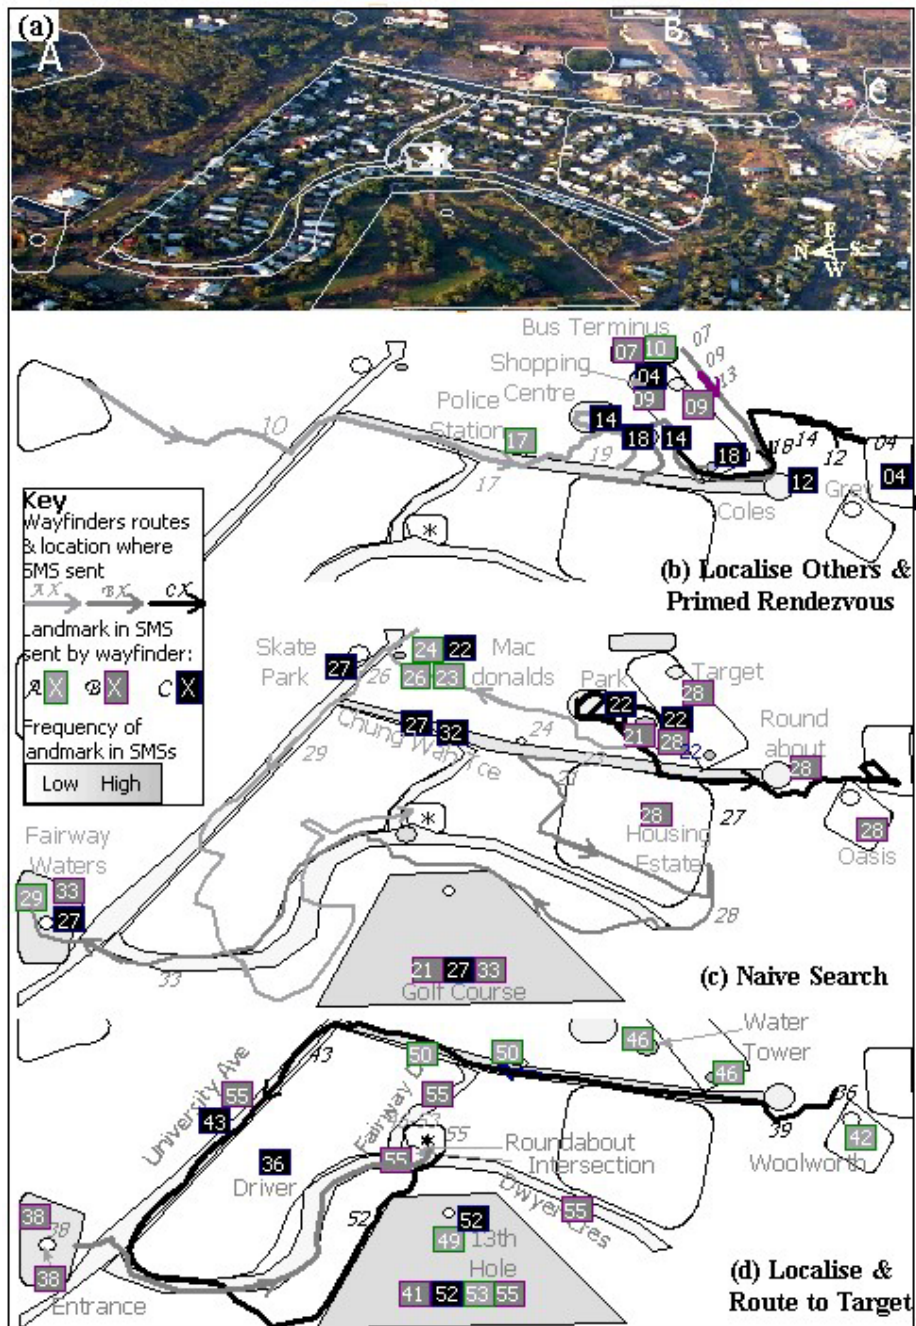 (a)
A
B
C
E
N S
W
Bus Terminus
07 10
07
09
13
Shopping
Centre
04
09
09
Police
Station
14
18
14
18
10
17
19
17
18
14
12
04
04
12
Coles
Grey
*
(b) Localise Others &
Primed Rendezvous
Key
Wayfinders routes
& location where
SMS sent
A X B X C X
Landmark in SMS
sent by wayfinder:
A X B X C X
Frequency of
landmark in SMSs
Low High
Skate
Park
27
26
24 22
26 23
Mac
donalds
Park
22
Target
28
22
21
28
22
Round
about
28
27 32
24
21
29
27
28
Housing
Estate
28
Oasis
28
*
Fairway
Waters
29
33
27
33
21 27 33
Golf Course
(c) Naive Search
Water
Tower
46
46
50
50
43
University Ave
55
43
55
*
55
36
39
42
Woolworth
Roundabout
Intersection
55
36
Driver
52
Dwyer Cres
55
38
38
38
Entrance
52
49
13th
Hole
41 52 53 55
(d) Localise &
Route to Target